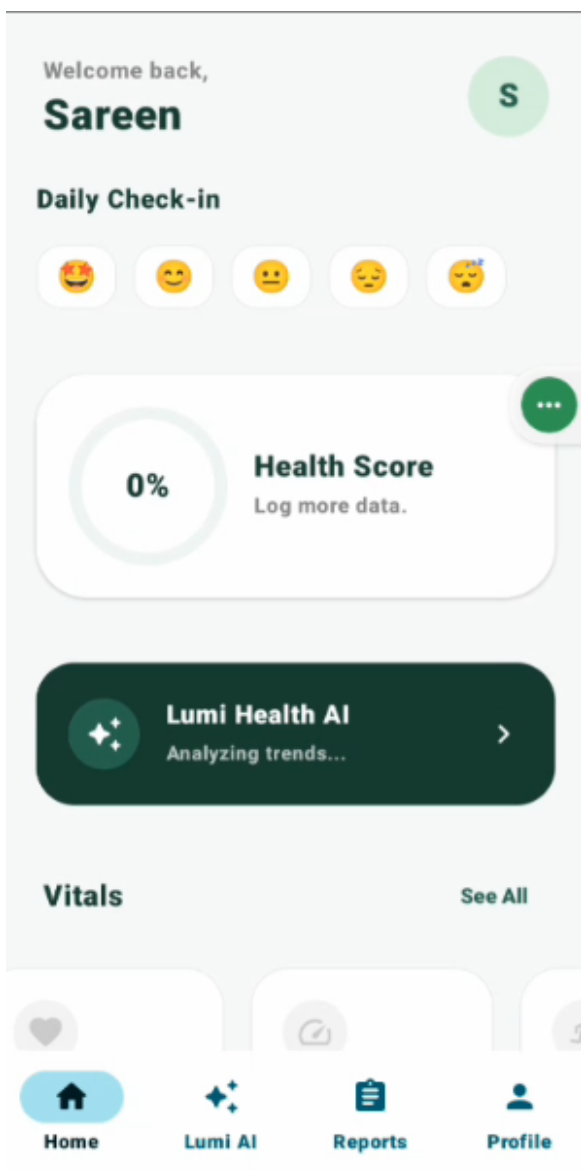 Welcome back,
Sareen
S
Daily Check-in
0%
Health Score
Log more data.
Lumi Health AI
Analyzing trends...
Vitals
See All
Home
Lumi AI
Reports
Profile